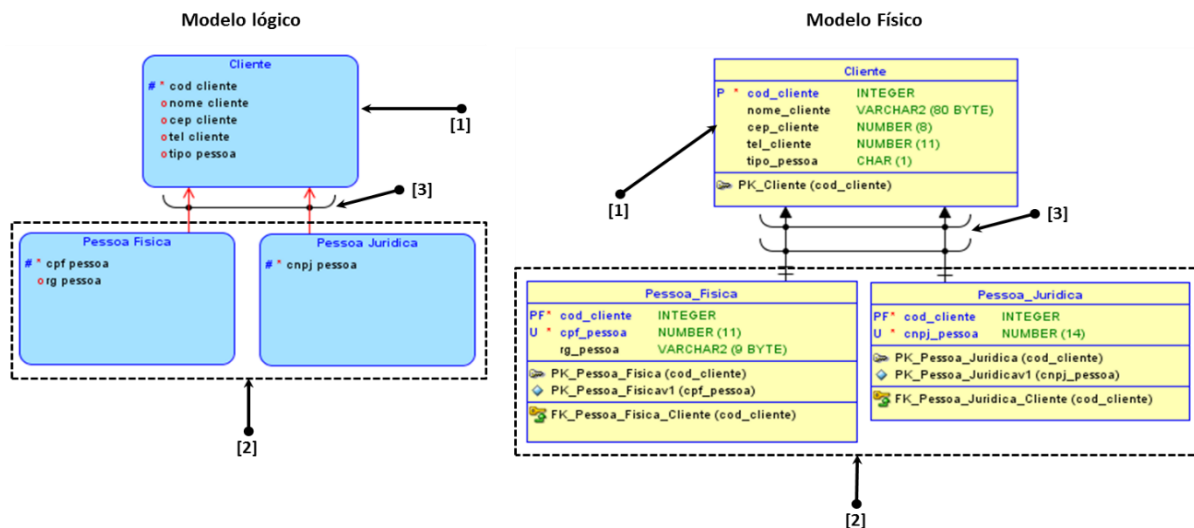 Modelo lógico
Cliente
# * cod cliente
o nome cliente
o cep cliente
o tel cliente
o tipo pessoa
[1]
[3]
Pessoa Fisica
# * cpf pessoa
o rg pessoa
Pessoa Juridica
# * cnpj pessoa
[2]
Modelo Físico
Cliente
P * cod_cliente INTEGER
nome_cliente VARCHAR2 (80 BYTE)
cep_cliente NUMBER (8)
tel_cliente NUMBER (11)
tipo_pessoa CHAR (1)
PK_Cliente (cod_cliente)
[1]
[3]
Pessoa_Fisica
PF* cod_cliente INTEGER
U * cpf_pessoa NUMBER (11)
rg_pessoa VARCHAR2 (9 BYTE)
PK_Pessoa_Fisica (cod_cliente)
PK_Pessoa_Fisicav1 (cpf_pessoa)
FK_Pessoa_Fisica_Cliente (cod_cliente)
Pessoa_Juridica
PF* cod_cliente INTEGER
U * cnpj_pessoa NUMBER (14)
PK_Pessoa_Juridica (cod_cliente)
PK_Pessoa_Juridicav1 (cnpj_pessoa)
FK_Pessoa_Juridica_Cliente (cod_cliente)
[2]